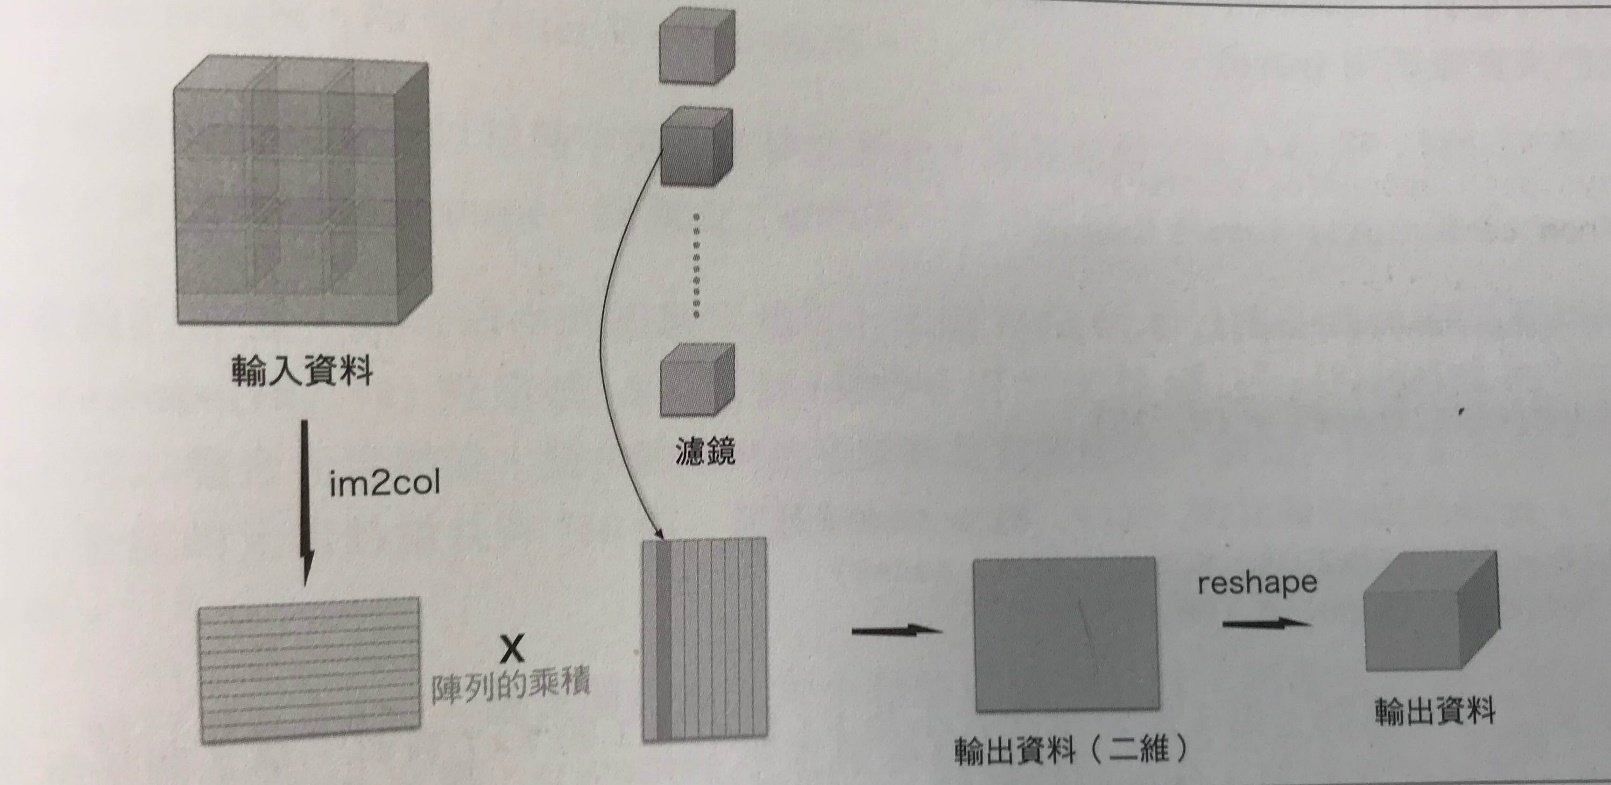 輸入資料
im2col
濾鏡
X
陣列的乘積
輸出資料（二維）
reshape
輸出資料